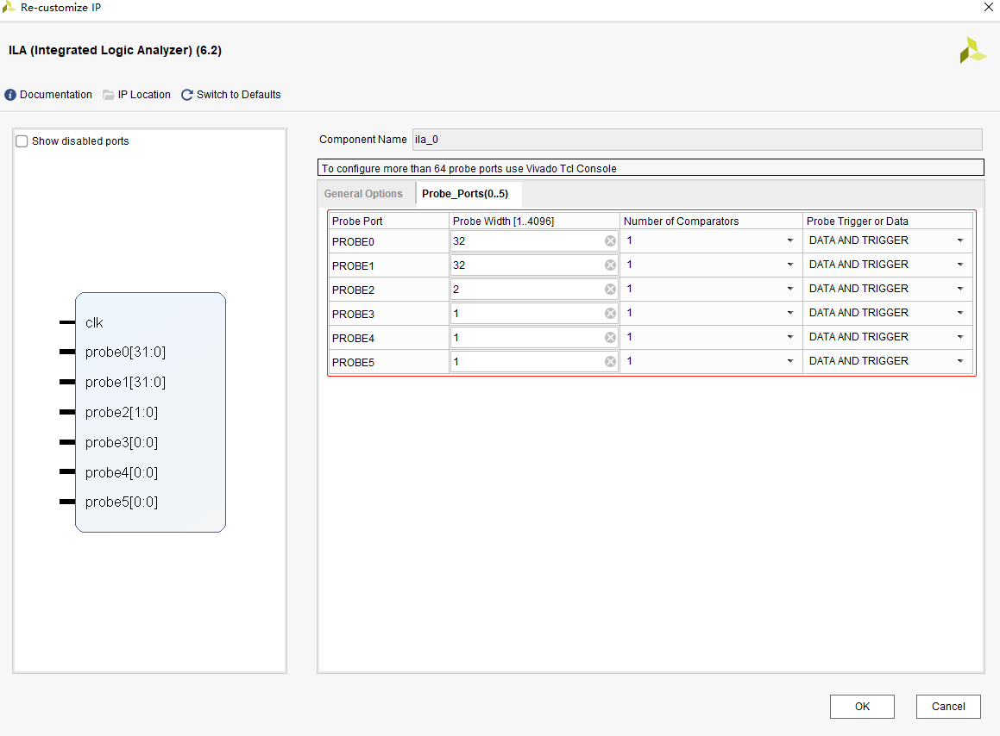 Re-customize IP
ILA (Integrated Logic Analyzer) (6.2)
Documentation IP Location Switch to Defaults
Show disabled ports
clk
probe0[31:0]
probe1[31:0]
probe2[1:0]
probe3[0:0]
probe4[0:0]
probe5[0:0]
Component Name ila_0
To configure more than 64 probe ports use Vivado Tcl Console
General Options Probe_Ports(0..5)
Probe Port Probe Width [1..4096] Number of Comparators Probe Trigger or Data
PROBE0 32 1 DATA AND TRIGGER
PROBE1 32 1 DATA AND TRIGGER
PROBE2 2 1 DATA AND TRIGGER
PROBE3 1 1 DATA AND TRIGGER
PROBE4 1 1 DATA AND TRIGGER
PROBE5 1 1 DATA AND TRIGGER
OK Cancel